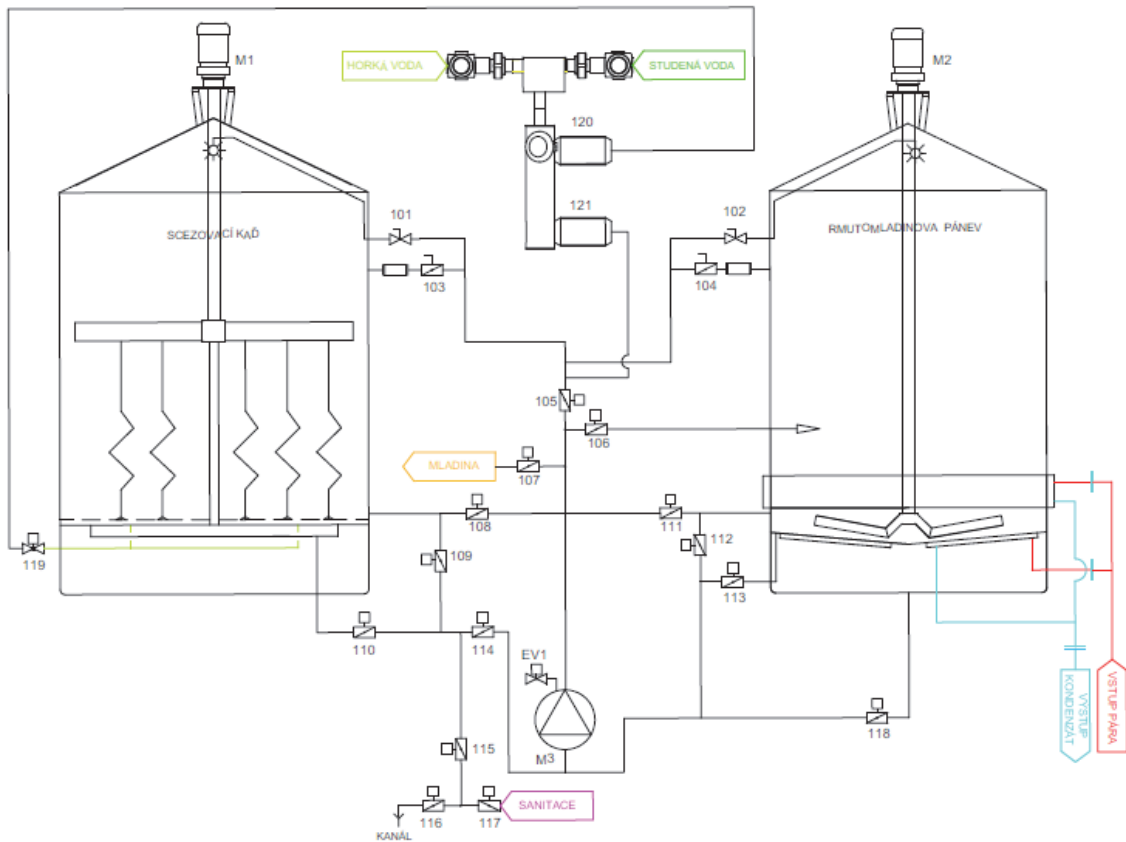 M1
HORKÁ VODA
STUDENÁ VODA
M2
120
121
101
102
SCEZOVACÍ KĄĎ
RMUTOMLADINOVA PÁNEV
103
104
105
106
MLADINA
107
108
111
109
112
119
113
110
114
EV1
118
115
M3
VÝSTUP
KONDENZÁT
VSTUP PÁRA
116
117
SANITACE
KANÁL